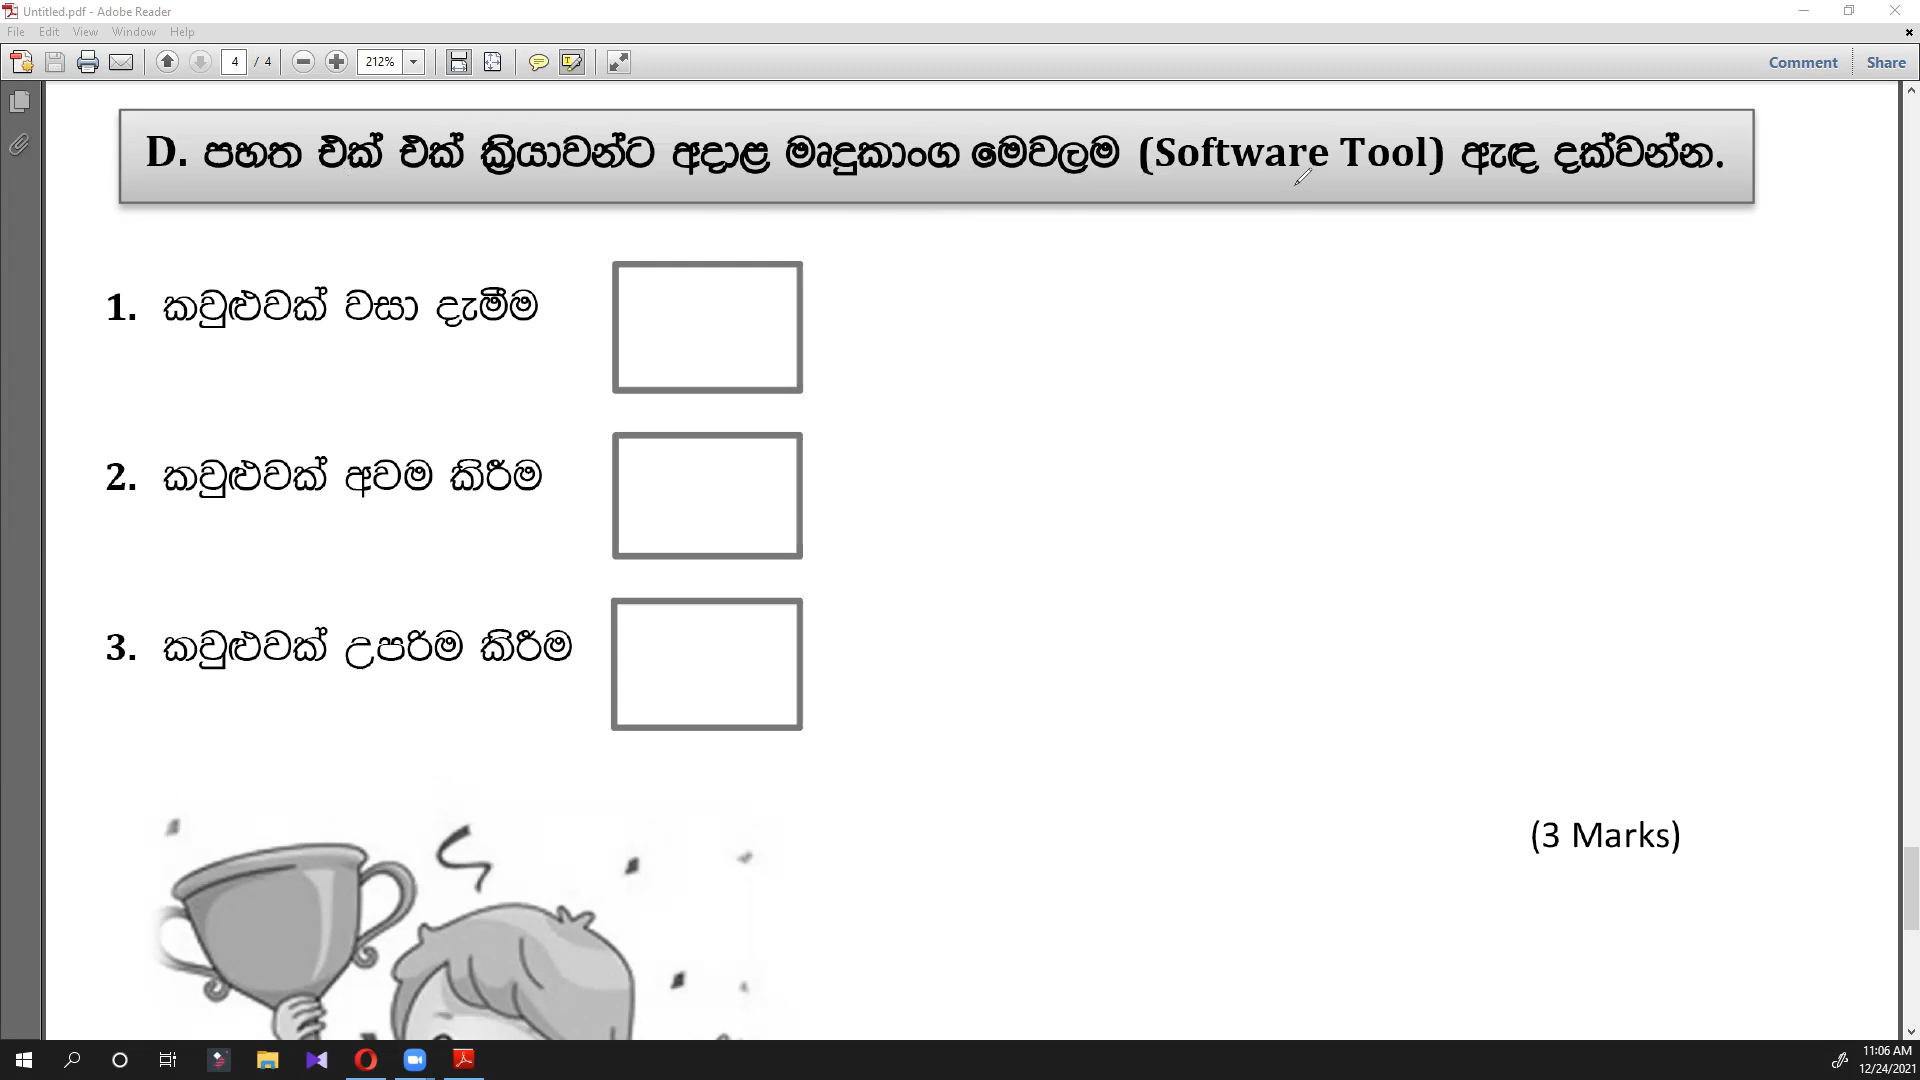 Untitled.pdf - Adobe Reader
File Edit View Window Help
4 / 4 212% Comment Share
D. පහත එක් එක් ක්‍රියාවන්ට අදාළ මෘදුකාංග මෙවලම (Software Tool) ඇඳ දක්වන්න.
1. කවුළුවක් වසා දැමීම
2. කවුළුවක් අවම කිරීම
3. කවුළුවක් උපරිම කිරීම
(3 Marks)
11:06 AM
12/24/2021